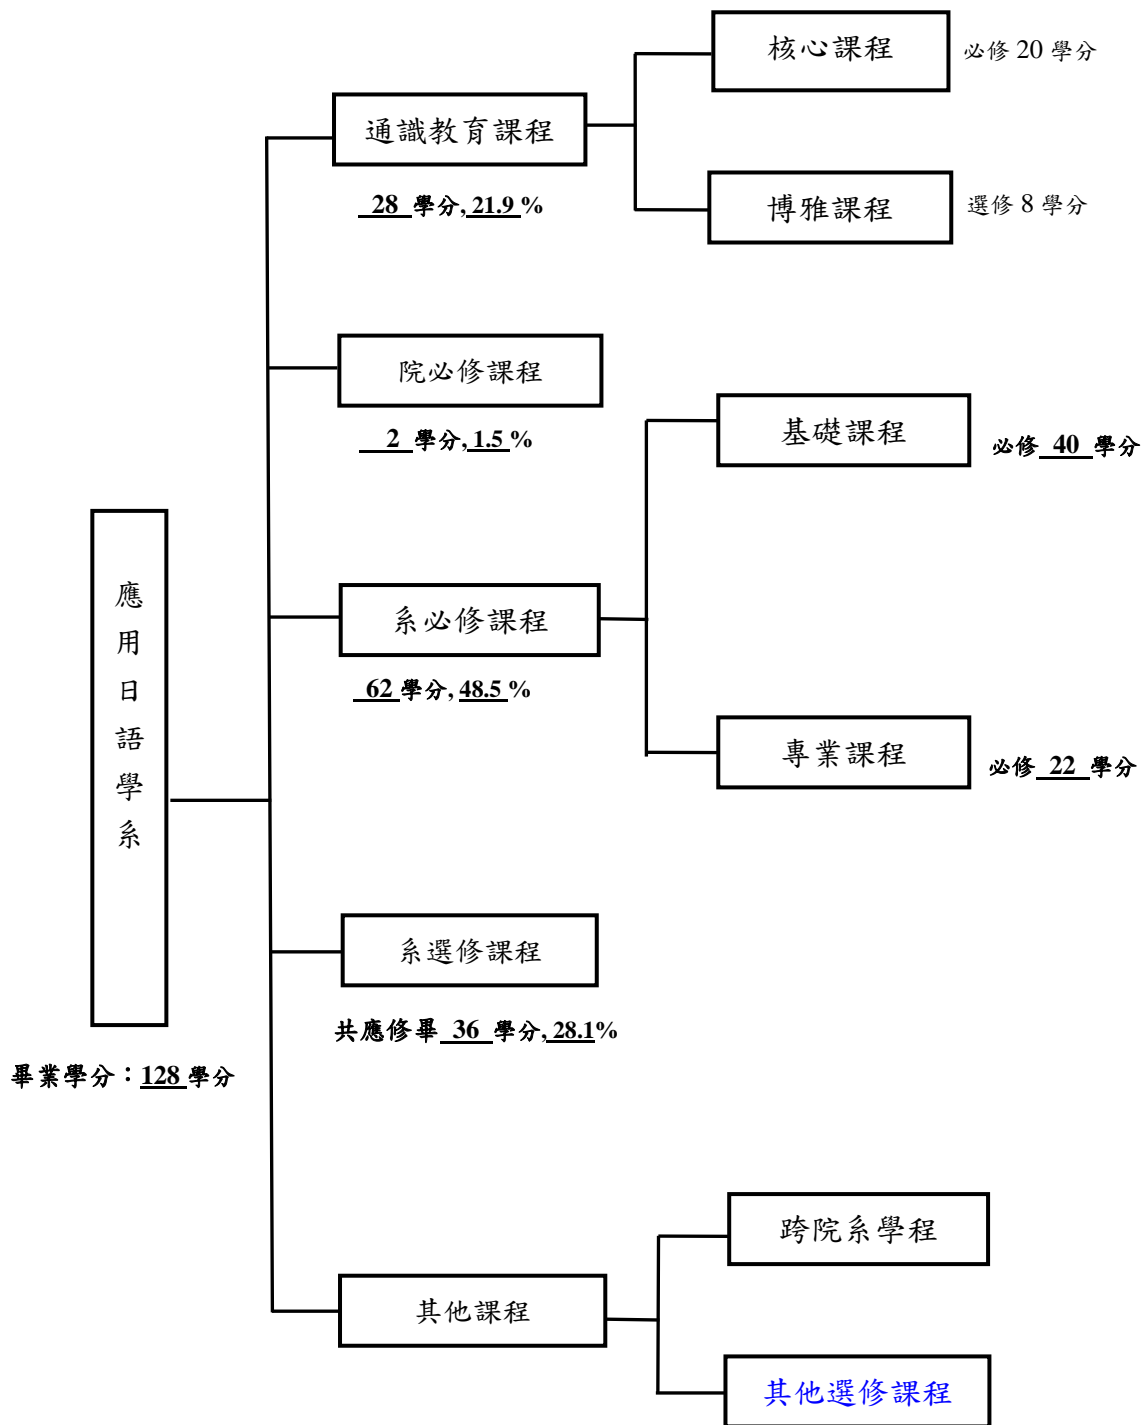 核心課程
必修 20 學分
通識教育課程
28 學分, 21.9 %
博雅課程
選修 8 學分
院必修課程
2 學分, 1.5 %
基礎課程
必修 40 學分
應用日語學系
系必修課程
62 學分, 48.5 %
專業課程
必修 22 學分
系選修課程
共應修畢 36 學分, 28.1%
畢業學分：128 學分
跨院系學程
其他課程
其他選修課程